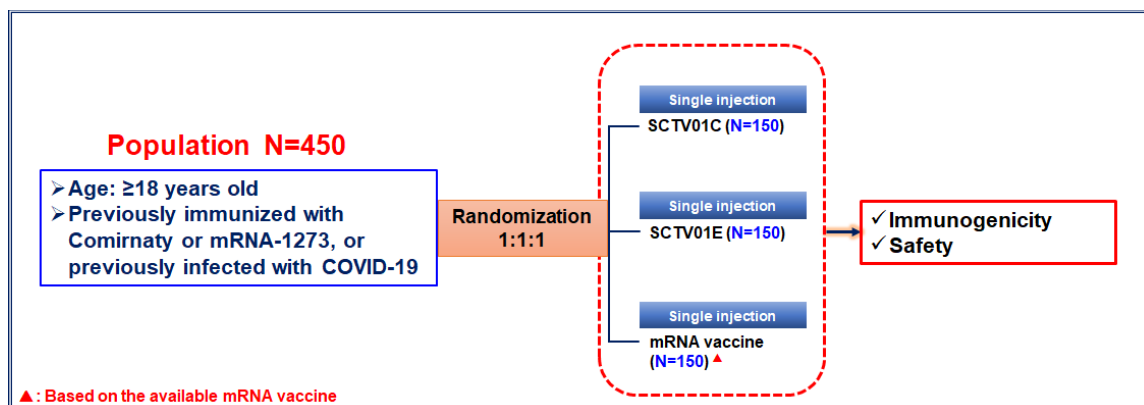 Population N=450
➢Age: ≥18 years old
➢Previously immunized with
Comirnaty or mRNA-1273, or
previously infected with COVID-19
Randomization
1:1:1
Single injection
SCTV01C (N=150)
Single injection
SCTV01E (N=150)
Single injection
mRNA vaccine
(N=150) ▲
✓Immunogenicity
✓Safety
▲: Based on the available mRNA vaccine